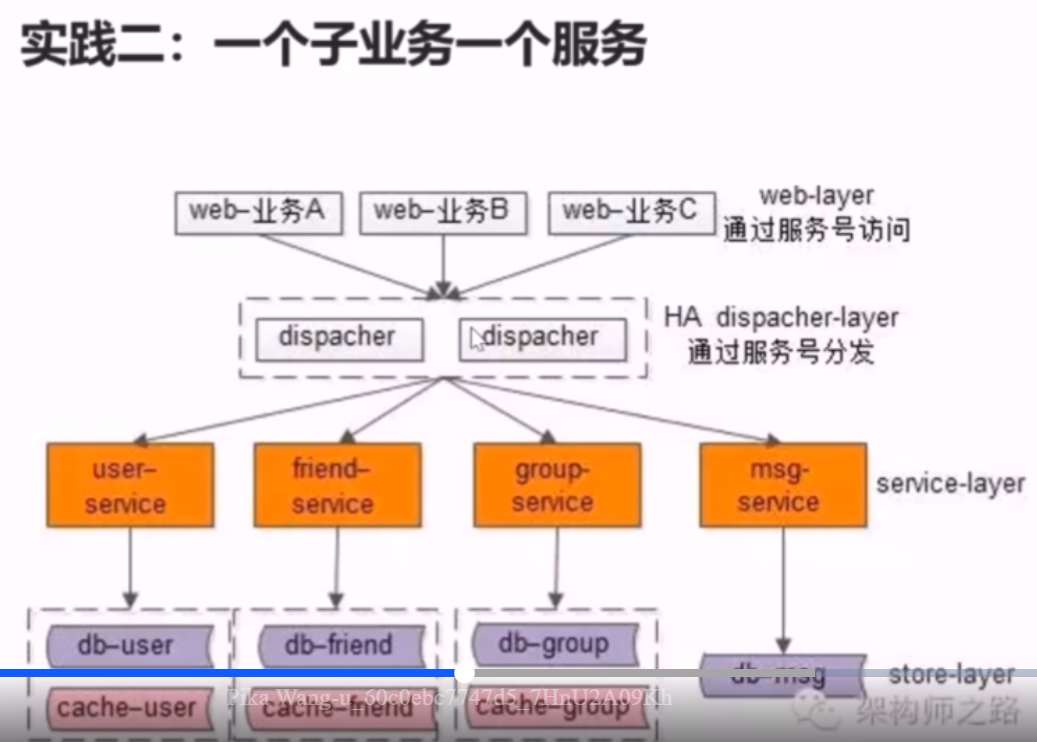 实践二：一个子业务一个服务
web-业务A
web-业务B
web-业务C
web-layer
通过服务号访问
dispacher
dispacher
HA dispacher-layer
通过服务号分发
user-
service
friend-
service
group-
service
msg-
service
service-layer
db-user
db-friend
db-group
db-msg
store-layer
cache-user
cache-friend
cache-group
Pika.Wang-u_60c0ebc7747d5_7HnU2A09Kh
架构师之路